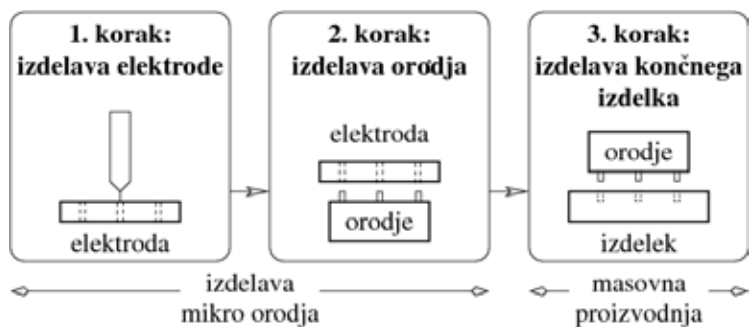 1. korak:
izdelava elektrode
elektroda
2. korak:
izdelava orodja
elektroda
orodje
3. korak:
izdelava končnega
izdelka
orodje
izdelek
izdelava
mikro orodja
masovna
proizvodnja